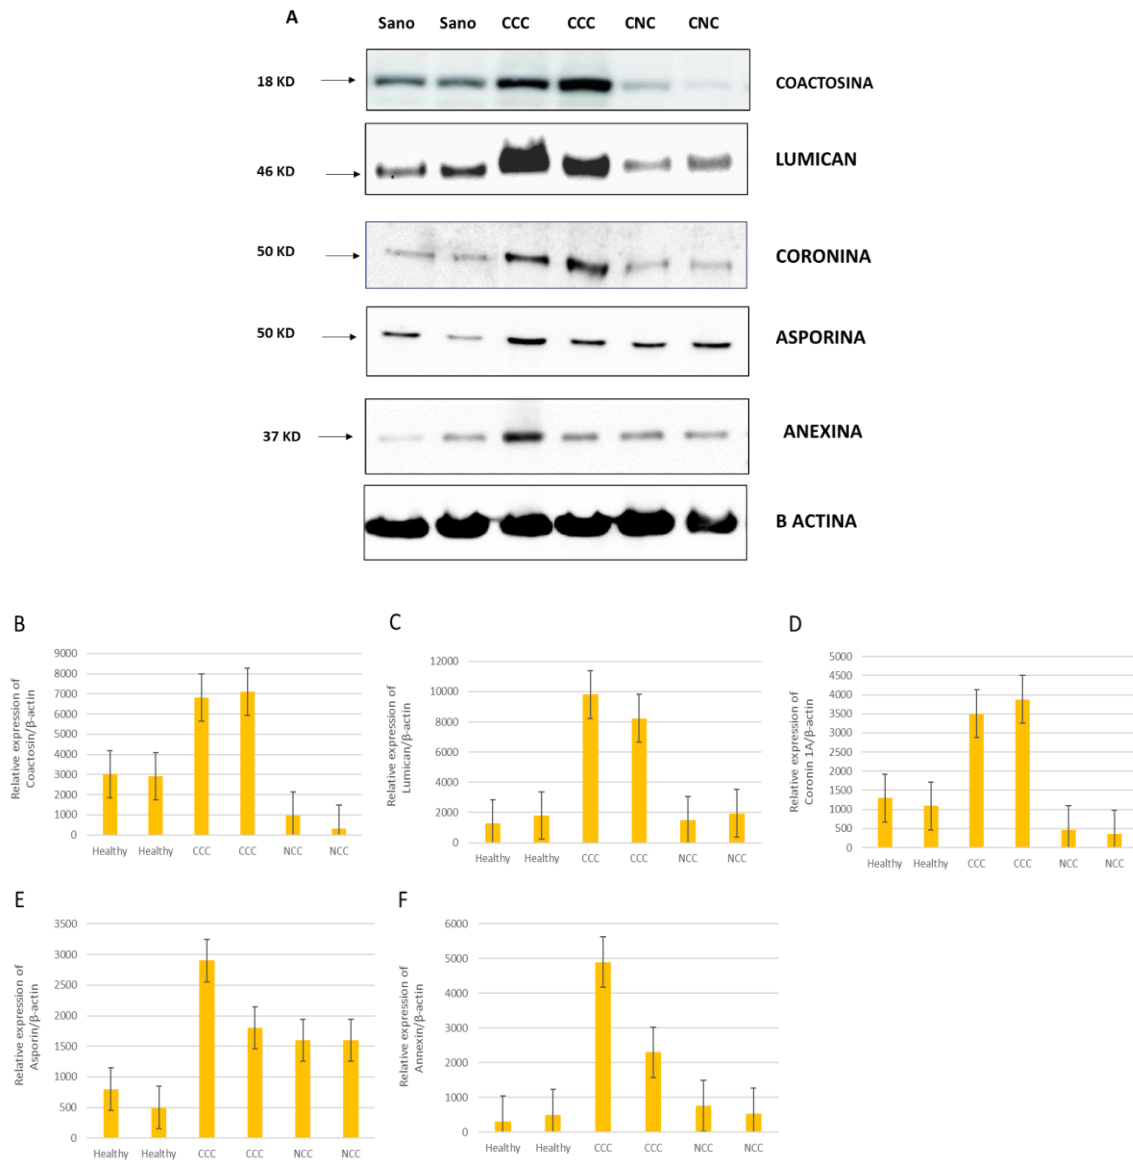 A
Sano Sano CCC CCC CNC CNC
18 KD COACTOSINA
46 KD LUMICAN
50 KD CORONINA
50 KD ASPORINA
37 KD ANEXINA
B ACTINA
B
Relative expression of
Coactosin/β-actin
9000
8000
7000
6000
5000
4000
3000
2000
1000
0
Healthy Healthy CCC CCC NCC NCC
C
Relative expression of
Lumican/β-actin
12000
10000
8000
6000
4000
2000
0
Healthy Healthy CCC CCC NCC NCC
D
Relative expression of
Coronin 1A/β-actin
5000
4500
4000
3500
3000
2500
2000
1500
1000
500
0
Healthy Healthy CCC CCC NCC NCC
E
Relative expression of
Asporin/β-actin
3500
3000
2500
2000
1500
1000
500
0
Healthy Healthy CCC CCC NCC NCC
F
Relative expression of
Annexin/β-actin
6000
5000
4000
3000
2000
1000
0
Healthy Healthy CCC CCC NCC NCC